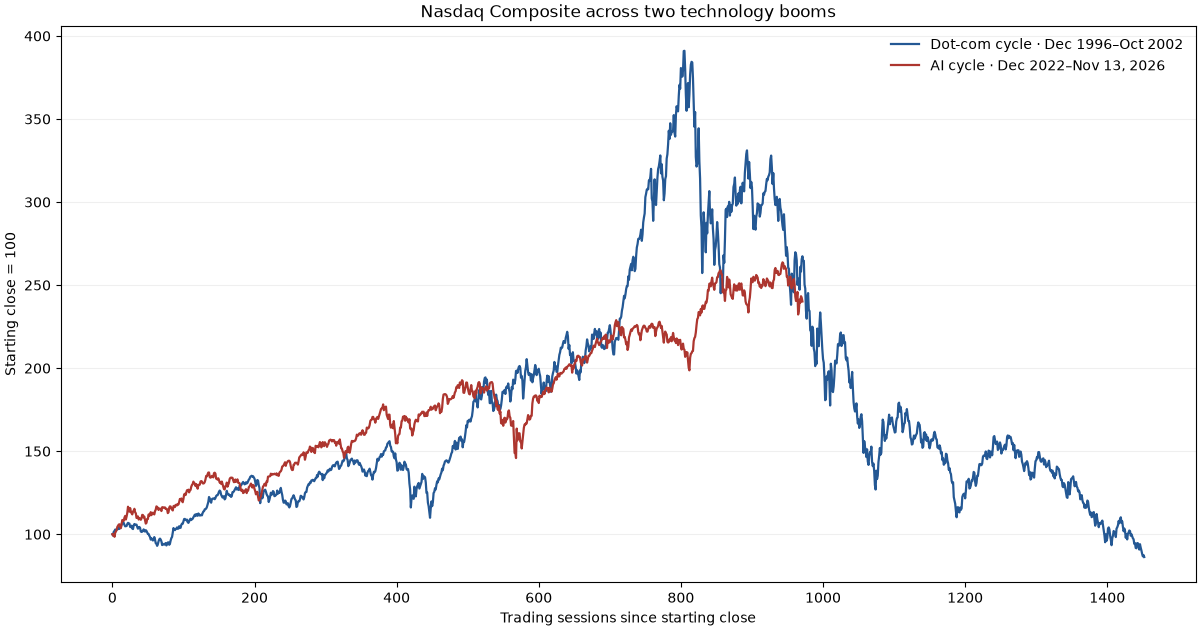 Nasdaq Composite across two technology booms
Dot-com cycle · Dec 1996–Oct 2002
AI cycle · Dec 2022–Nov 13, 2026
Starting close = 100
400
350
300
250
200
150
100
0 200 400 600 800 1000 1200 1400
Trading sessions since starting close